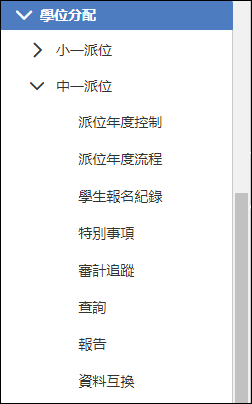 學位分配
小一派位
中一派位
派位年度控制
派位年度流程
學生報名紀錄
特別事項
審計追蹤
查詢
報告
資料互換